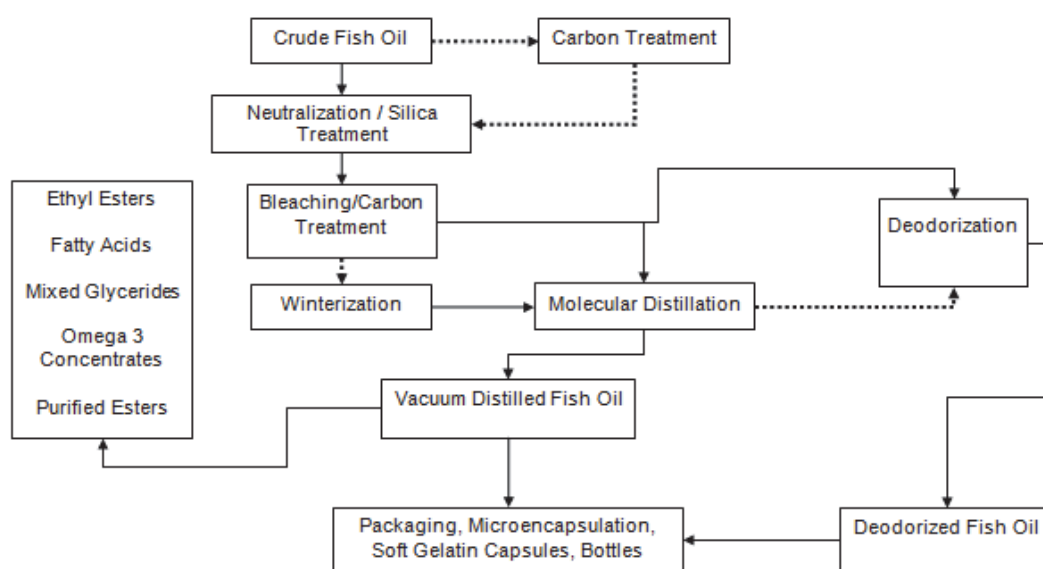 Crude Fish Oil
Carbon Treatment
Neutralization / Silica
Treatment
Bleaching/Carbon
Treatment
Deodorization
Ethyl Esters
Fatty Acids
Mixed Glycerides
Omega 3
Concentrates
Purified Esters
Winterization
Molecular Distillation
Vacuum Distilled Fish Oil
Packaging, Microencapsulation,
Soft Gelatin Capsules, Bottles
Deodorized Fish Oil